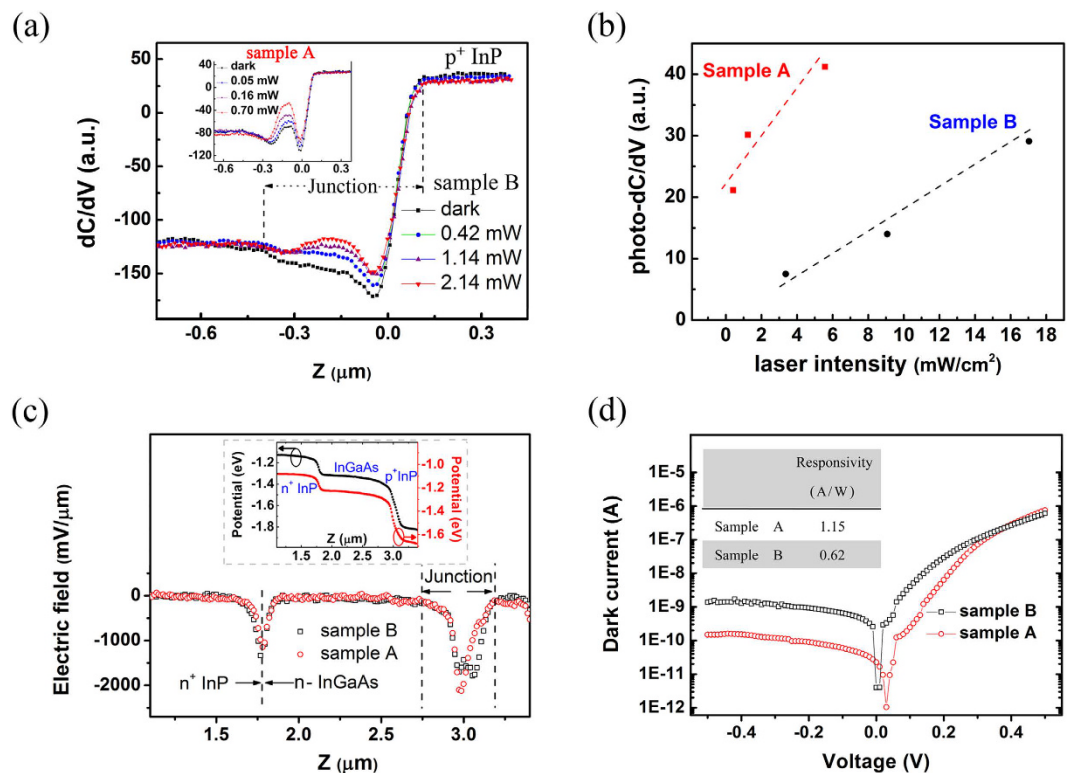 (a)
sample A
dark
0.05 mW
0.16 mW
0.70 mW
40
0
-40
-80
-120
-0.6 -0.3 0.0 0.3
p+ InP
Junction
sample B
dark
0.42 mW
1.14 mW
2.14 mW
50
25
0
-25
-50
-75
-100
-125
-150
-175
dC/dV (a.u.)
-0.6 -0.3 0.0 0.3
Z (μm)
(b)
Sample A
Sample B
40
30
20
10
0
photo-dC/dV (a.u.)
0 2 4 6 8 10 12 14 16 18
laser intensity (mW/cm²)
(c)
-1.2
-1.4
-1.6
-1.8
Potential (eV)
InGaAs
n+ InP
p+InP
-1.0
-1.2
-1.4
-1.6
Potential (eV)
Z (μm)
1.5 2.0 2.5 3.0
Junction
0
-1000
-2000
Electric field (mV/μm)
sample B
sample A
n+ InP
n- InGaAs
1.5 2.0 2.5 3.0
Z (μm)
(d)
Responsivity
(A/W)
Sample A 1.15
Sample B 0.62
1E-5
1E-6
1E-7
1E-8
1E-9
1E-10
1E-11
1E-12
Dark current (A)
sample B
sample A
-0.4 -0.2 0.0 0.2 0.4
Voltage (V)